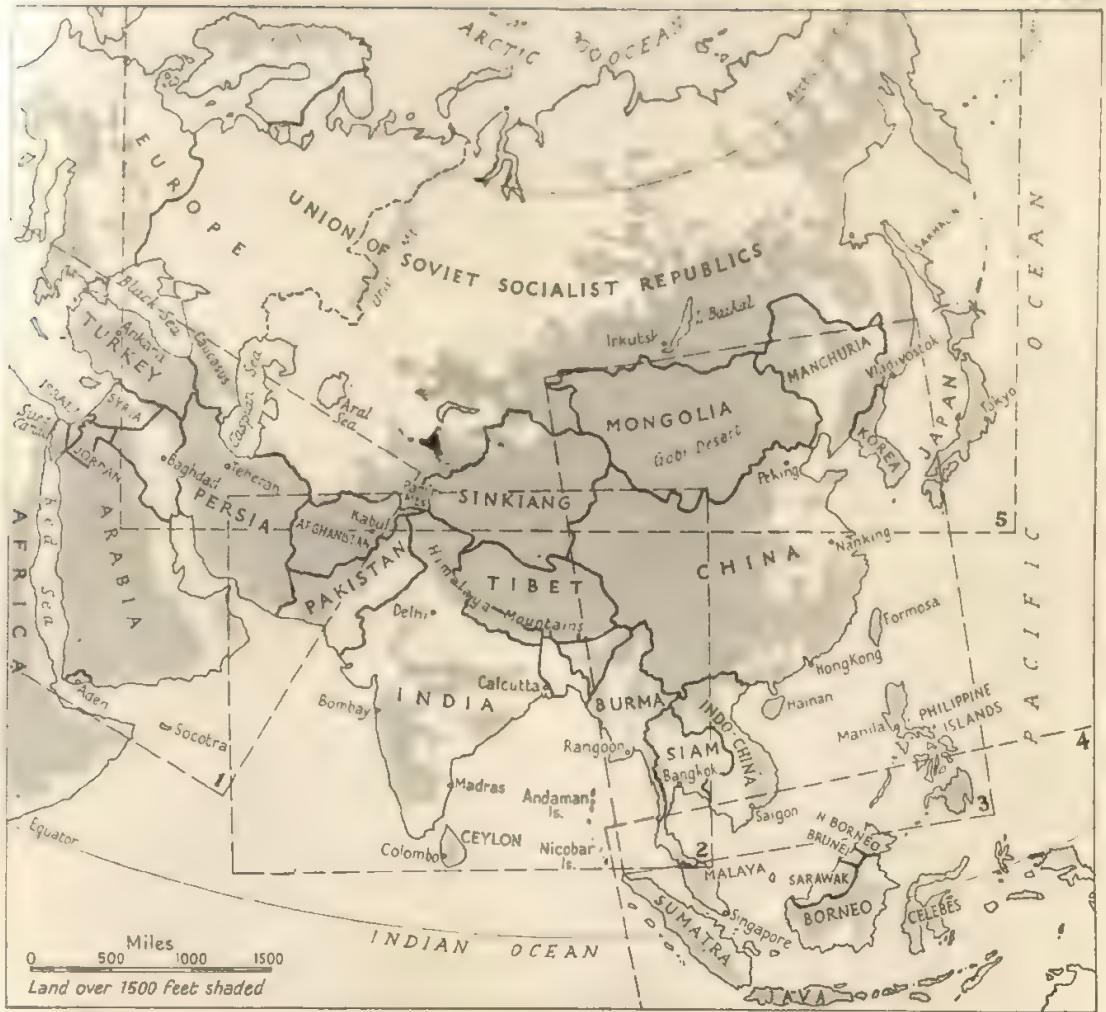 ARCTIC OCEAN
Arct
EUROPE
UNION OF SOVIET SOCIALIST REPUBLICS
SAKHALIN
PACIFIC OCEAN
Black Sea
Caucasus
Caspian Sea
Aral Sea
Ural
Irkutsk
L. Baikal
TURKEY
Ankara
MANCHURIA
Vladivostok
MONGOLIA
Gobi Desert
JAPAN
Tokyo
KOREA
Peking
ISRAEL
SYRIA
Suez Canal
JORDAN
Baghdad
Teheran
PERSIA
SINKIANG
Pamir Mts
Kabul
AFGHANISTAN
PAKISTAN
5
AFRICA
Red Sea
ARABIA
Himalaya Mountains
TIBET
CHINA
Nanking
Delhi
Formosa
HongKong
Aden
Socotra
Bombay
INDIA
Calcutta
BURMA
Hainan
INDO-CHINA
Manila
PHILIPPINE ISLANDS
4
Rangoon
SIAM
Bangkok
1
Madras
Andaman Is.
Saigon
3
Equator
Colombo
CEYLON
Nicobar Is.
2
N BORNEO
BRUNEI
MALAYA
SARAWAK
BORNEO
CELEBES
Singapore
SUMATRA
JAVA
INDIAN OCEAN
Miles
0 500 1000 1500
Land over 1500 feet shaded